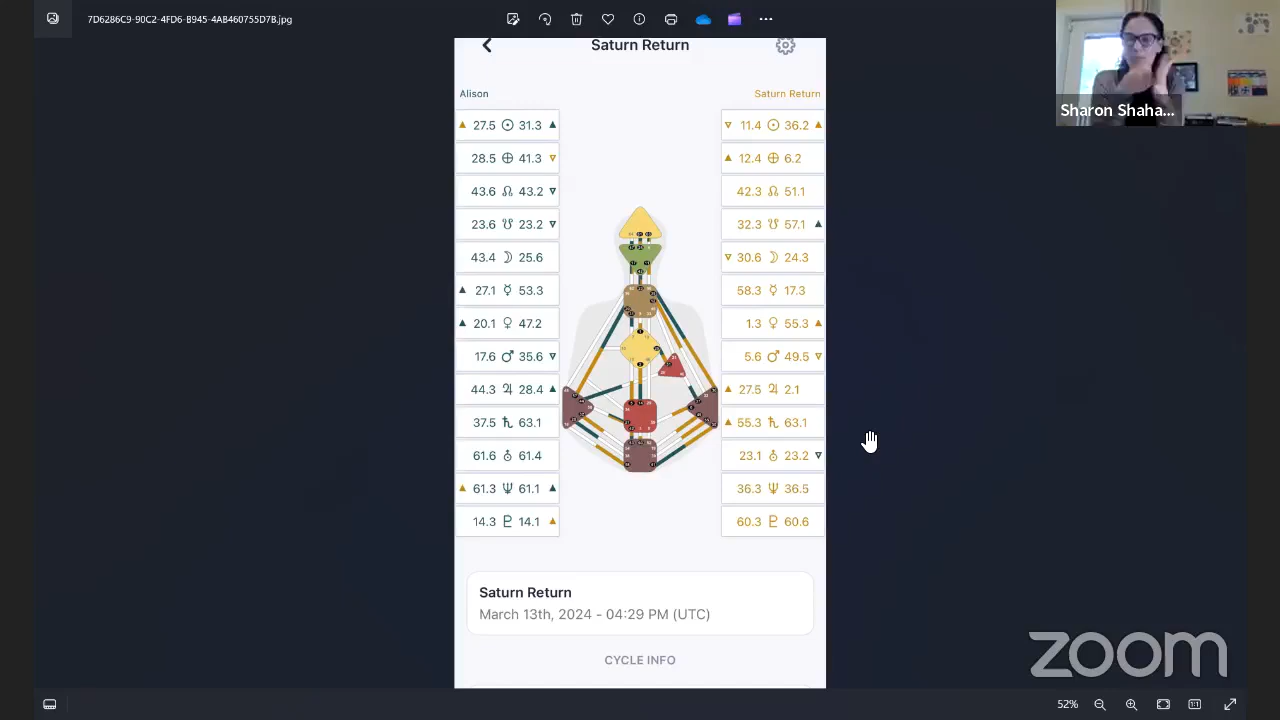 7D6286C9-90C2-4FD6-B945-4AB460755D7B.jpg
Sharon Shaha...
Saturn Return
Alison
Saturn Return
27.5 ☉ 31.3
11.4 ☉ 36.2
28.5 ⊕ 41.3
12.4 ⊕ 6.2
43.6 ☊ 43.2
42.3 ☊ 51.1
23.6 ☋ 23.2
32.3 ☋ 57.1
43.4 ☽ 25.6
30.6 ☽ 24.3
27.1 ☿ 53.3
58.3 ☿ 17.3
20.1 ♀ 47.2
1.3 ♀ 55.3
17.6 ♂ 35.6
5.6 ♂ 49.5
44.3 ♃ 28.4
27.5 ♃ 2.1
37.5 ♄ 63.1
55.3 ♄ 63.1
61.6 ⛢ 61.4
23.1 ⛢ 23.2
61.3 ♆ 61.1
36.3 ♆ 36.5
14.3 ♇ 14.1
60.3 ♇ 60.6
Saturn Return
March 13th, 2024 - 04:29 PM (UTC)
CYCLE INFO
zoom
52%
1:1